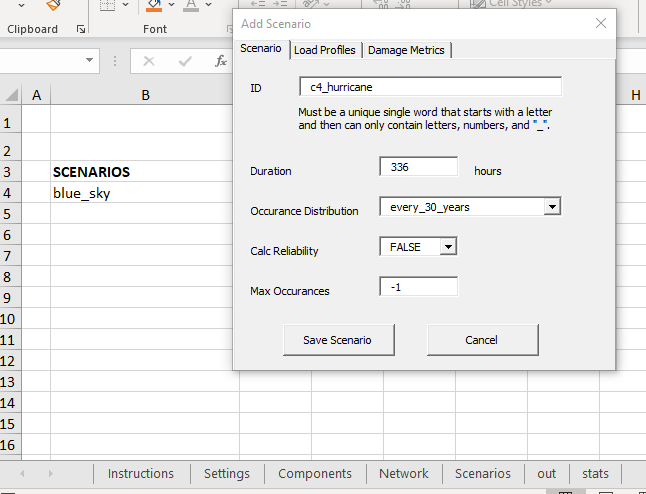 Clipboard
Font
Cell Styles
fx
A
B
H
1
2
3
SCENARIOS
4
blue_sky
5
6
7
8
9
10
11
12
13
14
15
16
Add Scenario
Scenario
Load Profiles
Damage Metrics
ID
c4_hurricane
Must be a unique single word that starts with a letter
and then can only contain letters, numbers, and "_".
Duration
336
hours
Occurance Distribution
every_30_years
Calc Reliability
FALSE
Max Occurances
-1
Save Scenario
Cancel
Instructions
Settings
Components
Network
Scenarios
out
stats